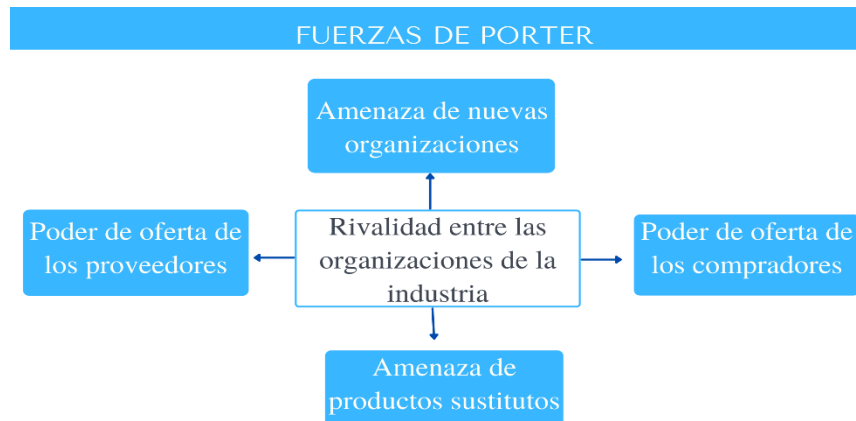 FUERZAS DE PORTER
Amenaza de nuevas
organizaciones
Poder de oferta de
los proveedores
Rivalidad entre las
organizaciones de la
industria
Poder de oferta de
los compradores
Amenaza de
productos sustitutos